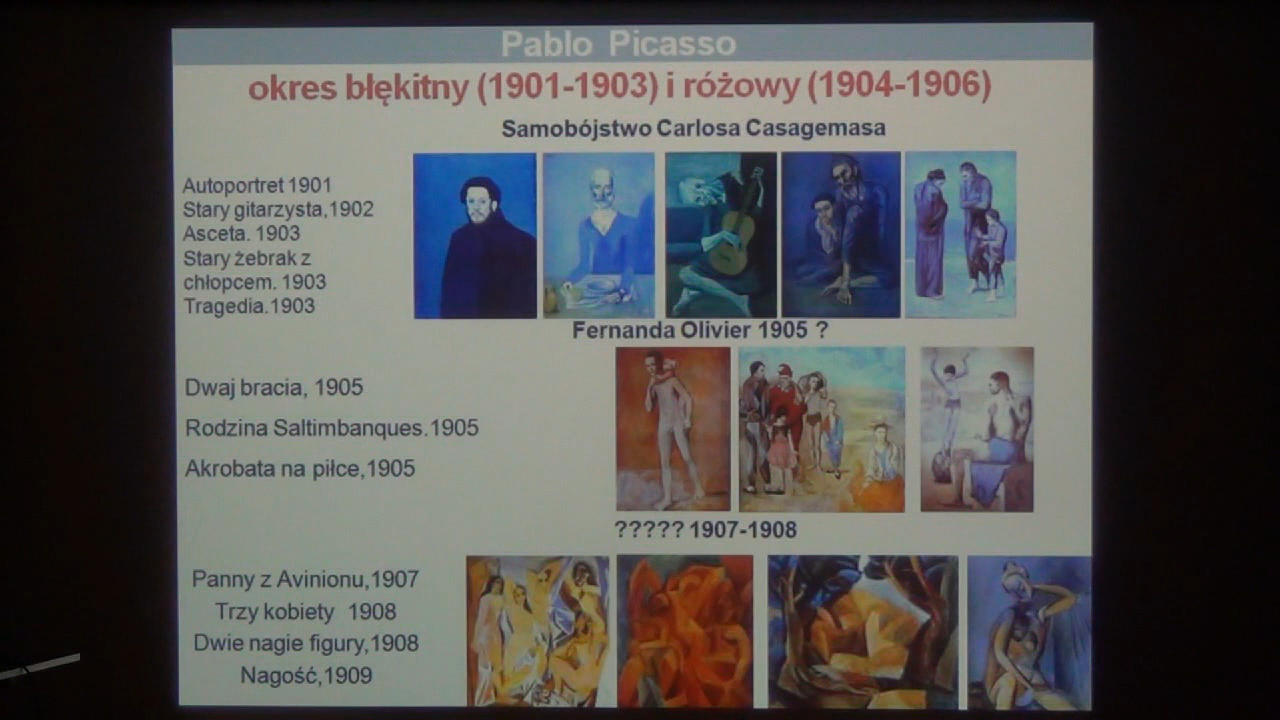 Pablo Picasso
okres błękitny (1901-1903) i różowy (1904-1906)
Samobójstwo Carlosa Casagemasa
Autoportret 1901
Stary gitarzysta,1902
Asceta. 1903
Stary żebrak z
chłopcem. 1903
Tragedia.1903
Fernanda Olivier 1905 ?
Dwaj bracia, 1905
Rodzina Saltimbanques.1905
Akrobata na piłce,1905
????? 1907-1908
Panny z Avinionu,1907
Trzy kobiety 1908
Dwie nagie figury,1908
Nagość,1909